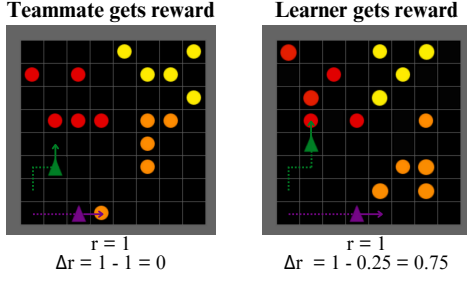 Teammate gets reward
Learner gets reward
r = 1
Δr = 1 - 1 = 0
r = 1
Δr = 1 - 0.25 = 0.75